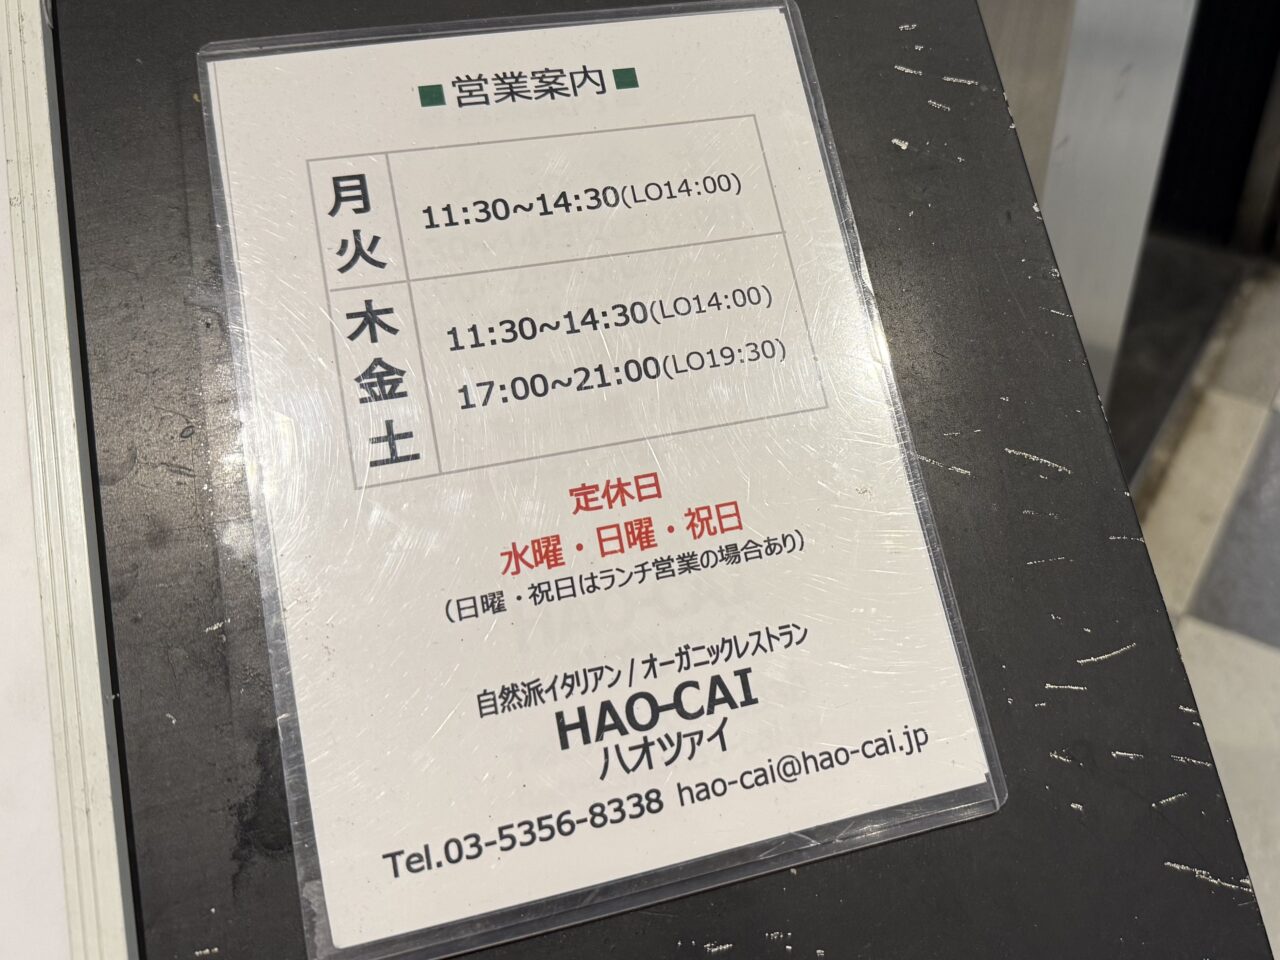 ■営業案内■
月
火
11:30~14:30(LO14:00)
木
金
土
11:30~14:30(LO14:00)
17:00~21:00(LO19:30)
定休日
水曜・日曜・祝日
(日曜・祝日はランチ営業の場合あり)
自然派イタリアン/オーガニックレストラン
HAO-CAI
ハオツァイ
Tel.03-5356-8338 hao-cai@hao-cai.jp